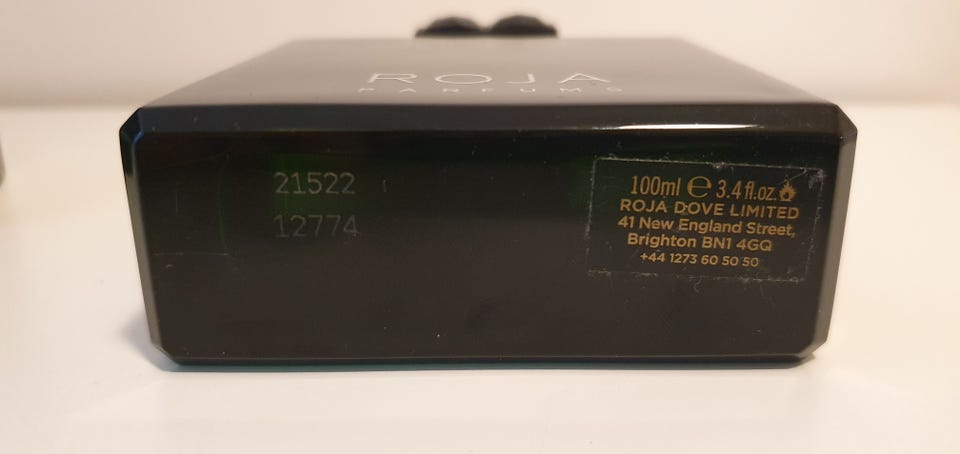 ROJA
PARFUMS
21522
12774
100ml ℮ 3.4 fl.oz.
ROJA DOVE LIMITED
41 New England Street,
Brighton BN1 4GQ
+44 1273 60 50 50